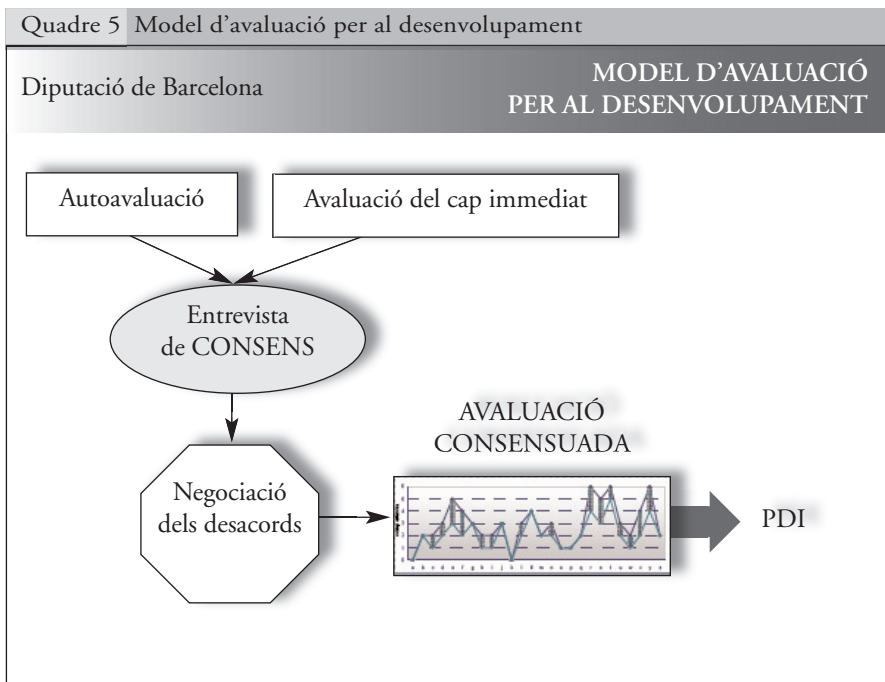 Quadre 5 Model d’avaluació per al desenvolupament
Diputació de Barcelona
MODEL D’AVALUACIÓ
PER AL DESENVOLUPAMENT
Autoavaluació
Avaluació del cap immediat
Entrevista
de CONSENS
Negociació
dels desacords
AVALUACIÓ
CONSENSUADA
PDI